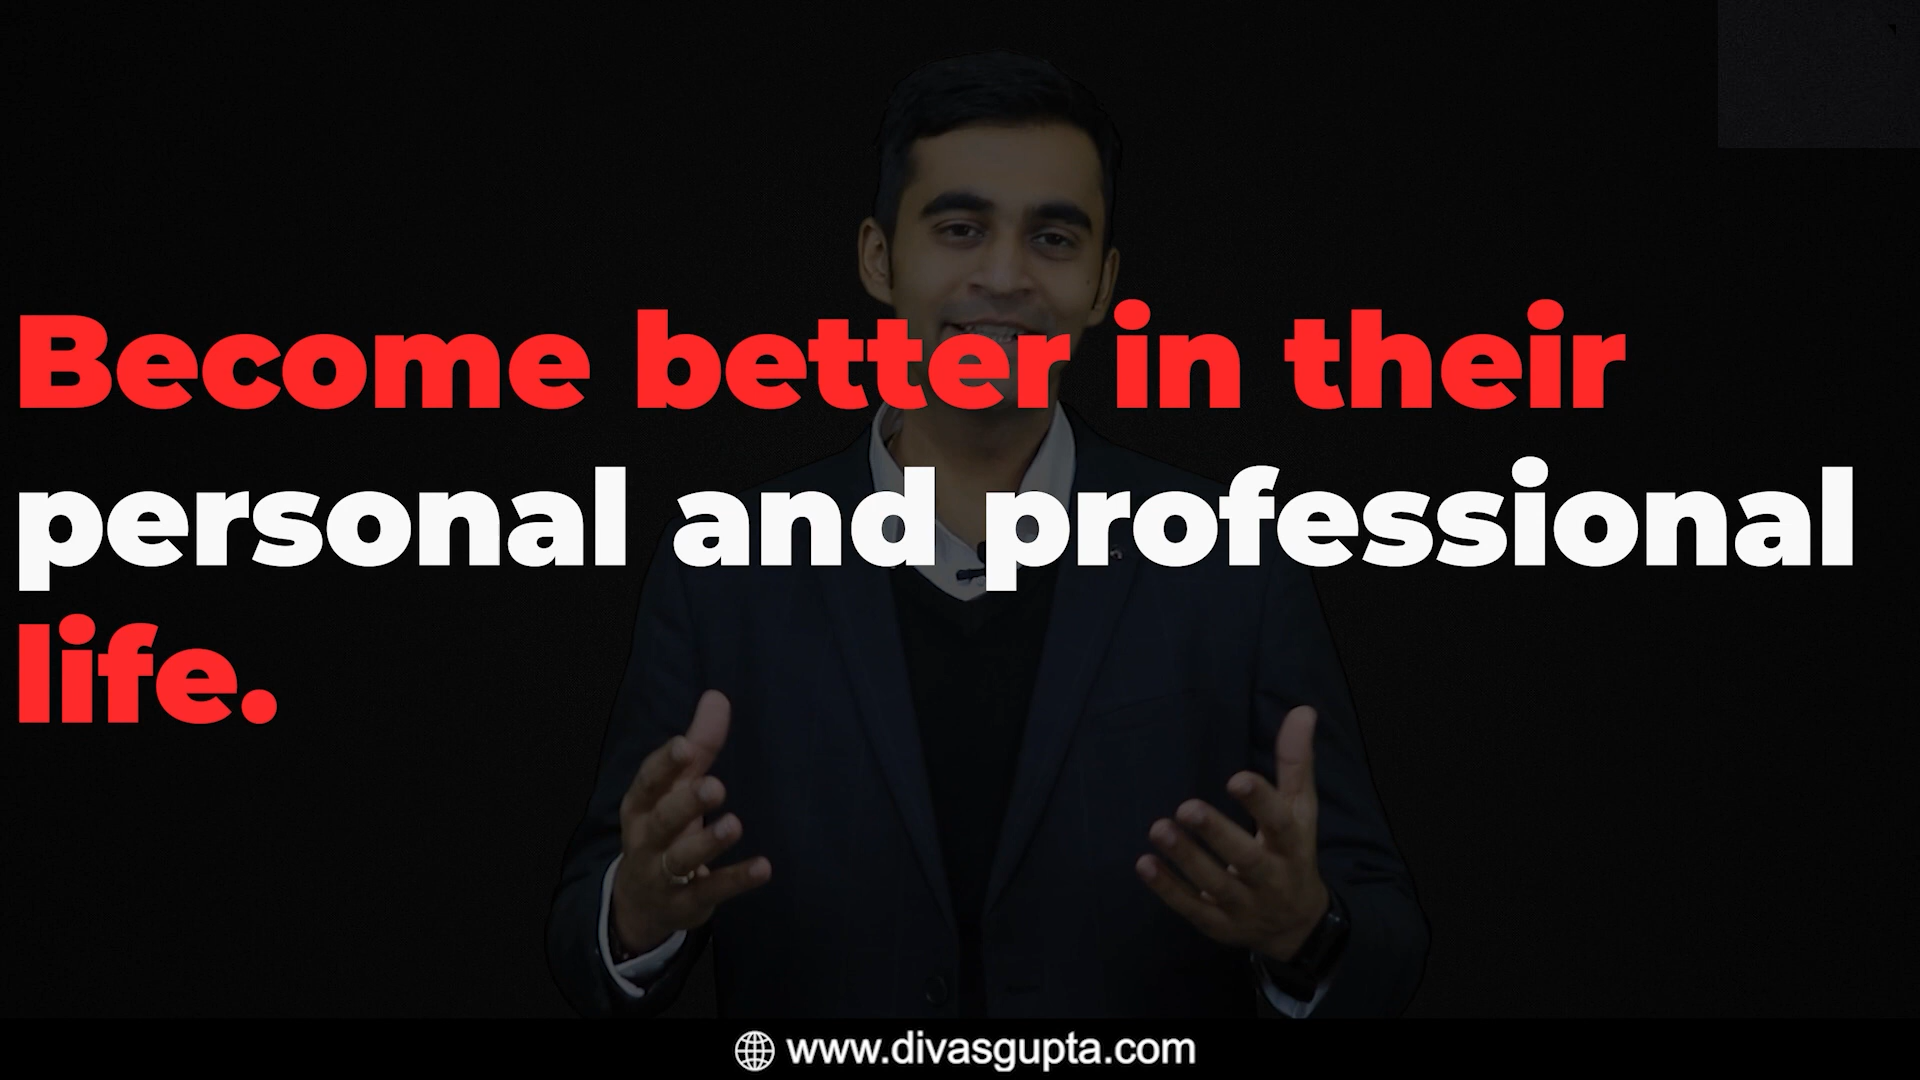 Become better in their
personal and professional
life.
www.divasgupta.com